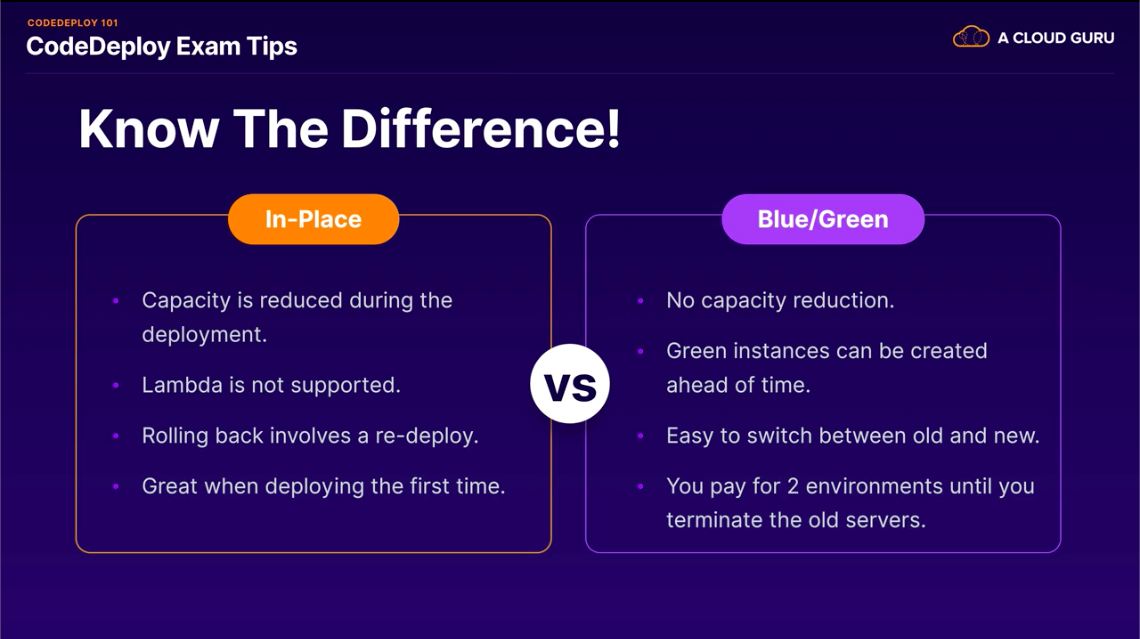 CODEDEPLOY 101
CodeDeploy Exam Tips
A CLOUD GURU
Know The Difference!
In-Place
• Capacity is reduced during the
deployment.
• Lambda is not supported.
• Rolling back involves a re-deploy.
• Great when deploying the first time.
VS
Blue/Green
• No capacity reduction.
• Green instances can be created
ahead of time.
• Easy to switch between old and new.
• You pay for 2 environments until you
terminate the old servers.